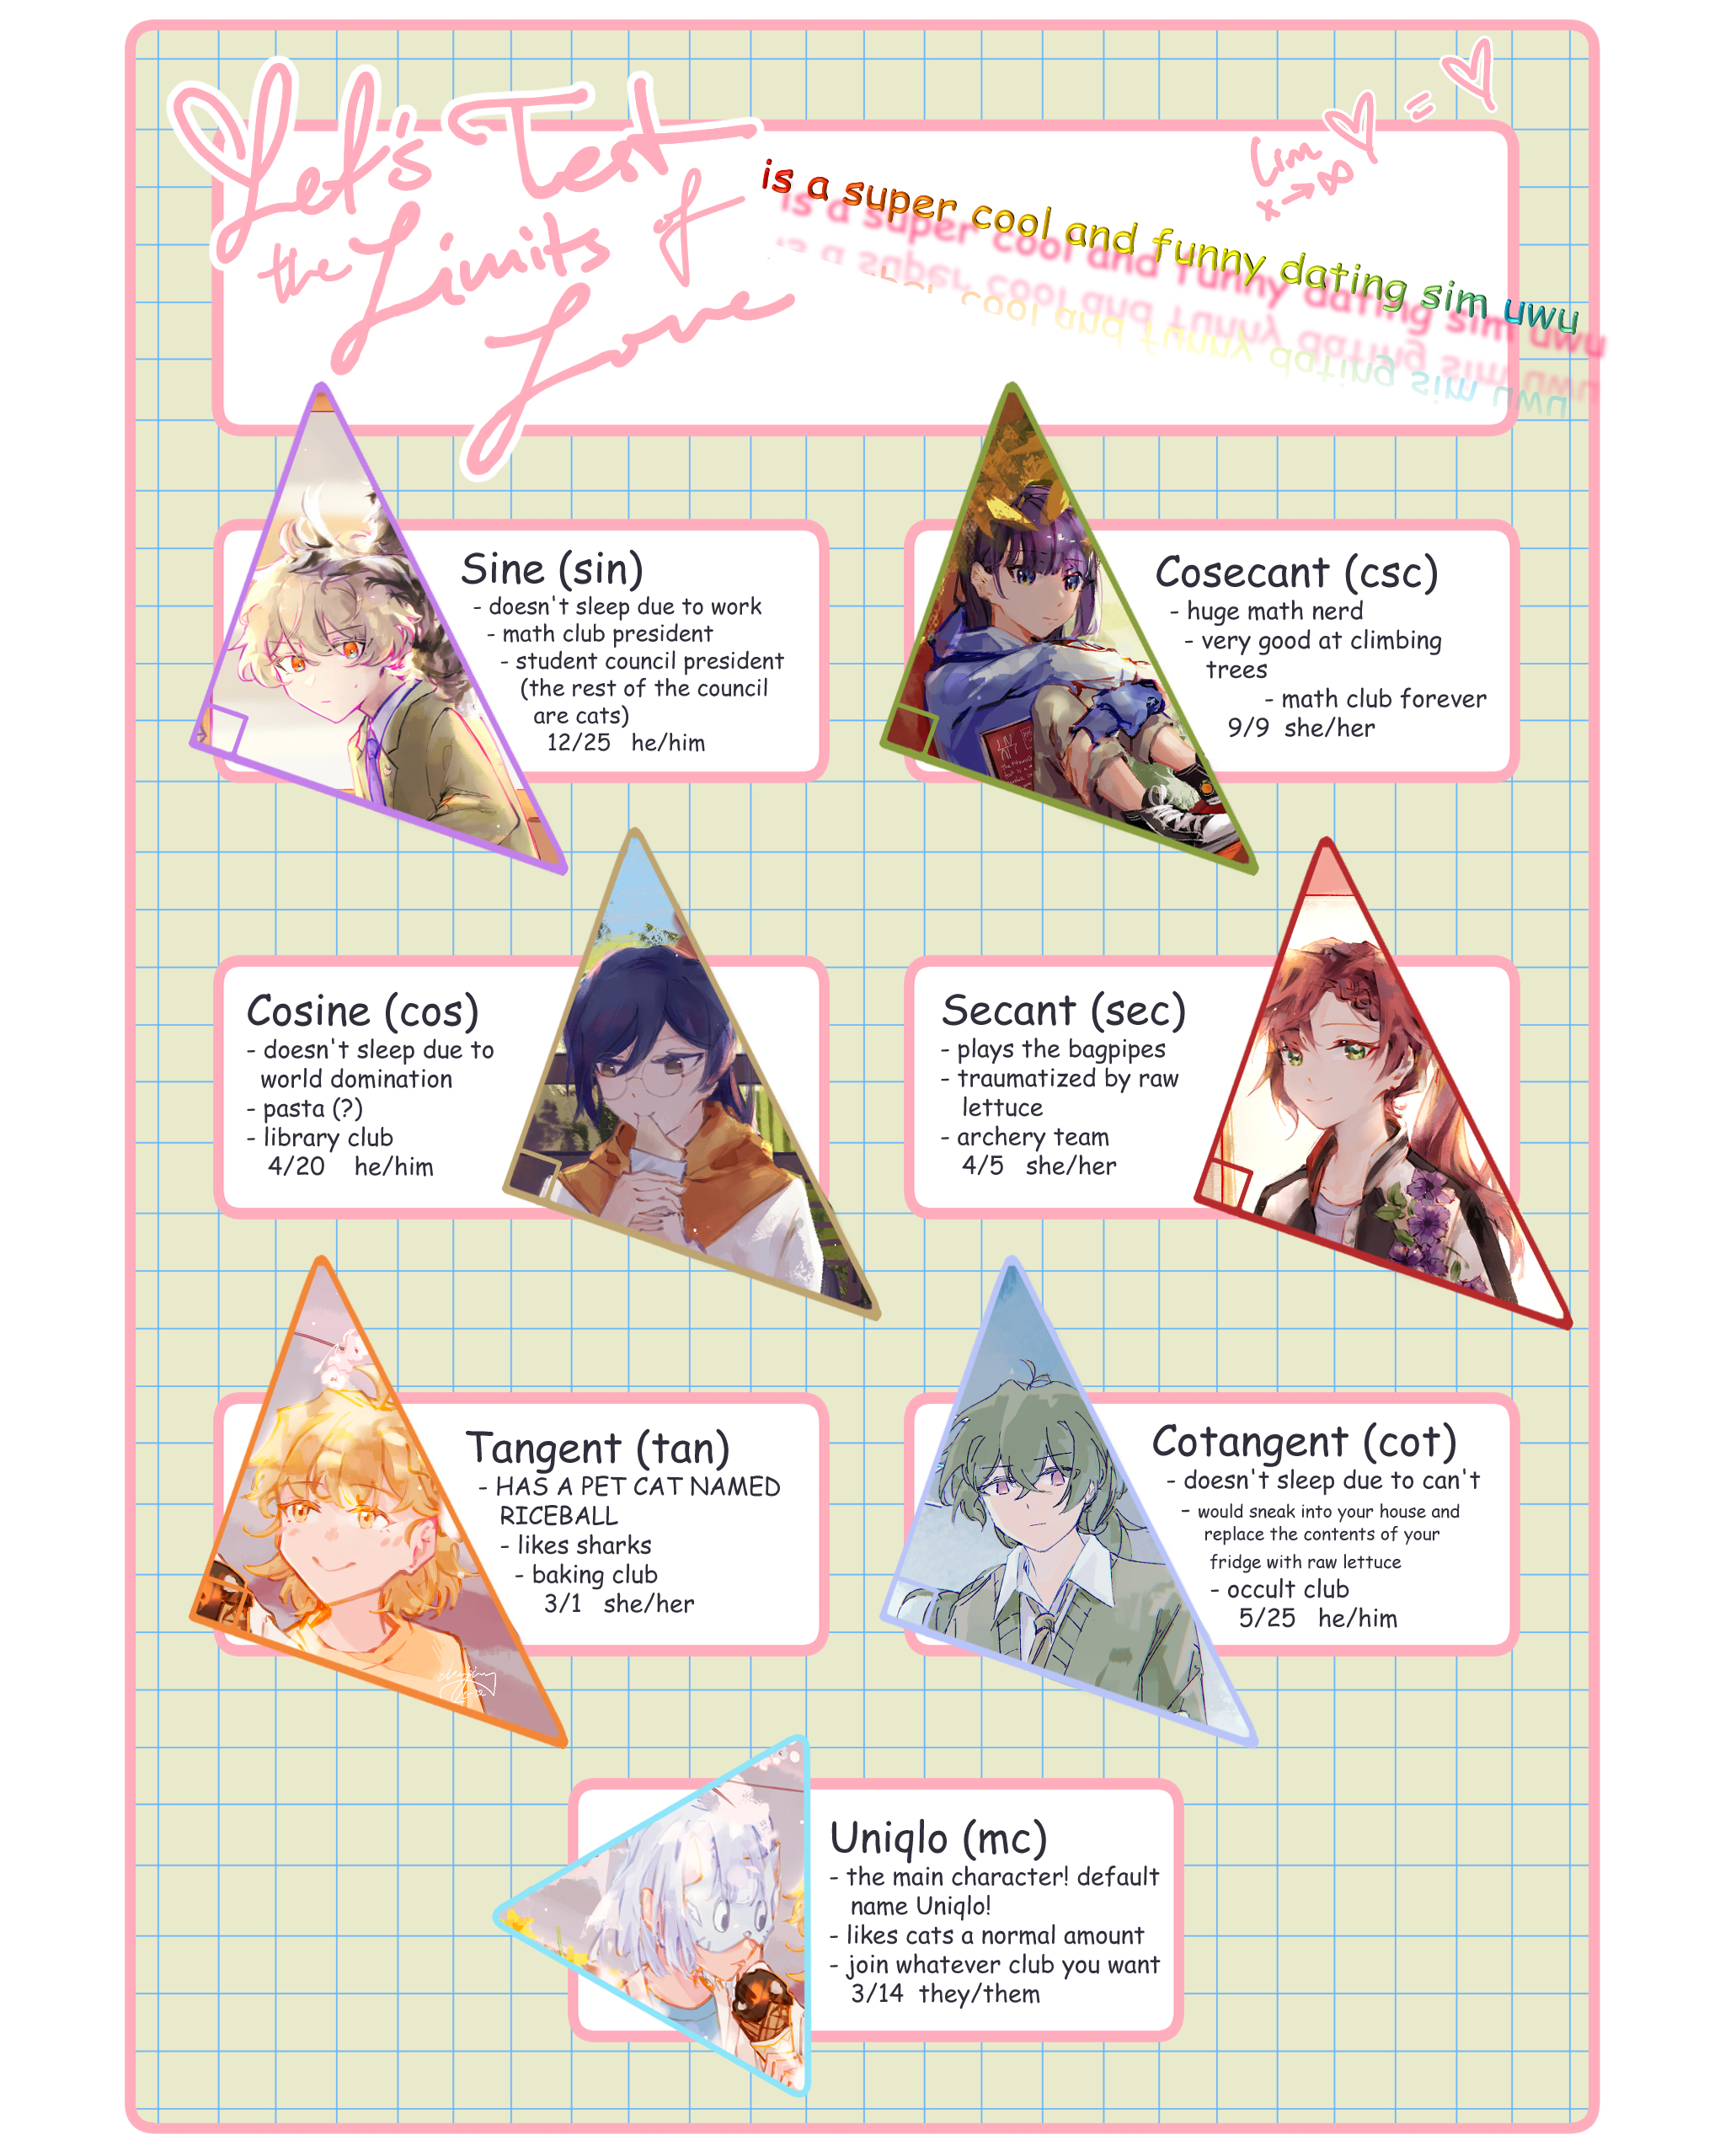 Let's Test
the Limits of
Love
is a super cool and funny dating sim uwu
lim ♡ = ♡
x→∞
Sine (sin)
- doesn't sleep due to work
- math club president
- student council president
(the rest of the council
are cats)
12/25 he/him
Cosecant (csc)
- huge math nerd
- very good at climbing
trees
- math club forever
9/9 she/her
Cosine (cos)
- doesn't sleep due to
world domination
- pasta (?)
- library club
4/20 he/him
Secant (sec)
- plays the bagpipes
- traumatized by raw
lettuce
- archery team
4/5 she/her
Tangent (tan)
- HAS A PET CAT NAMED
RICEBALL
- likes sharks
- baking club
3/1 she/her
Cotangent (cot)
- doesn't sleep due to can't
- would sneak into your house and
replace the contents of your
fridge with raw lettuce
- occult club
5/25 he/him
Uniqlo (mc)
- the main character! default
name Uniqlo!
- likes cats a normal amount
- join whatever club you want
3/14 they/them